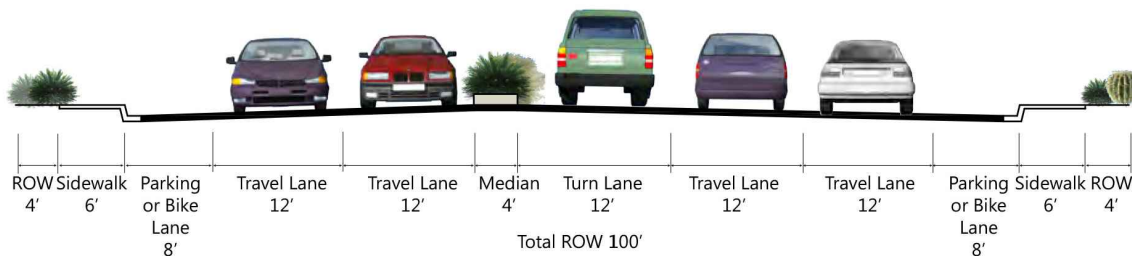 ROW
4'
Sidewalk
6'
Parking
or Bike
Lane
8'
Travel Lane
12'
Travel Lane
12'
Median
4'
Turn Lane
12'
Travel Lane
12'
Travel Lane
12'
Parking
or Bike
Lane
8'
Sidewalk
6'
ROW
4'
Total ROW 100'